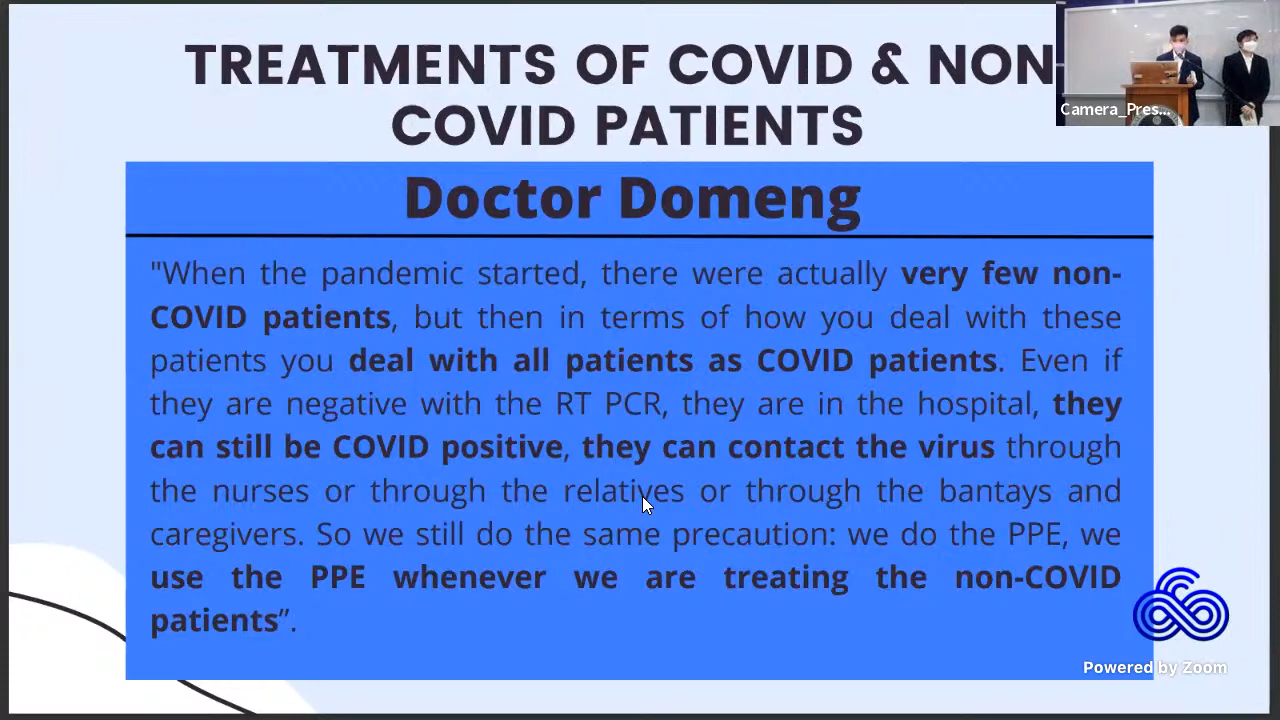 TREATMENTS OF COVID & NON
COVID PATIENTS
Camera_Pres...
Doctor Domeng
"When the pandemic started, there were actually very few non-
COVID patients, but then in terms of how you deal with these
patients you deal with all patients as COVID patients. Even if
they are negative with the RT PCR, they are in the hospital, they
can still be COVID positive, they can contact the virus through
the nurses or through the relatives or through the bantays and
caregivers. So we still do the same precaution: we do the PPE, we
use the PPE whenever we are treating the non-COVID
patients”.
Powered by Zoom